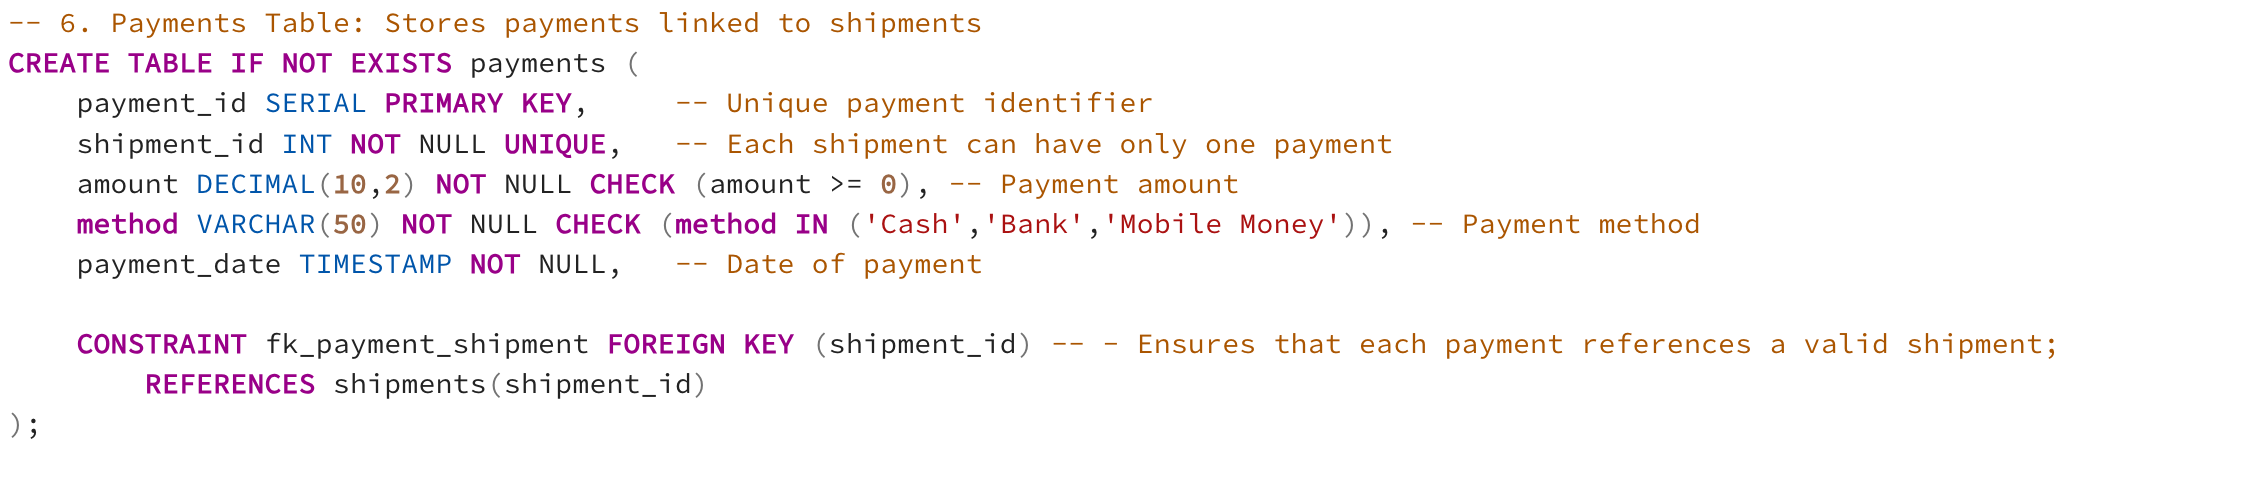 -- 6. Payments Table: Stores payments linked to shipments
CREATE TABLE IF NOT EXISTS payments (
    payment_id SERIAL PRIMARY KEY,     -- Unique payment identifier
    shipment_id INT NOT NULL UNIQUE,   -- Each shipment can have only one payment
    amount DECIMAL(10,2) NOT NULL CHECK (amount >= 0), -- Payment amount
    method VARCHAR(50) NOT NULL CHECK (method IN ('Cash','Bank','Mobile Money')), -- Payment method
    payment_date TIMESTAMP NOT NULL,   -- Date of payment

    CONSTRAINT fk_payment_shipment FOREIGN KEY (shipment_id) -- - Ensures that each payment references a valid shipment;
        REFERENCES shipments(shipment_id)
);